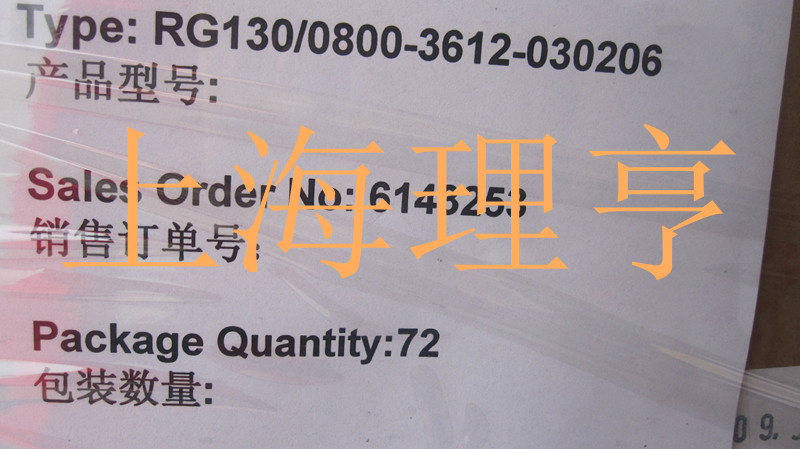 Type: RG130/0800-3612-030206
产品型号:
Sales Order No: 6143253
销售订单号:
上海理亨
Package Quantity:72
包装数量:
09.